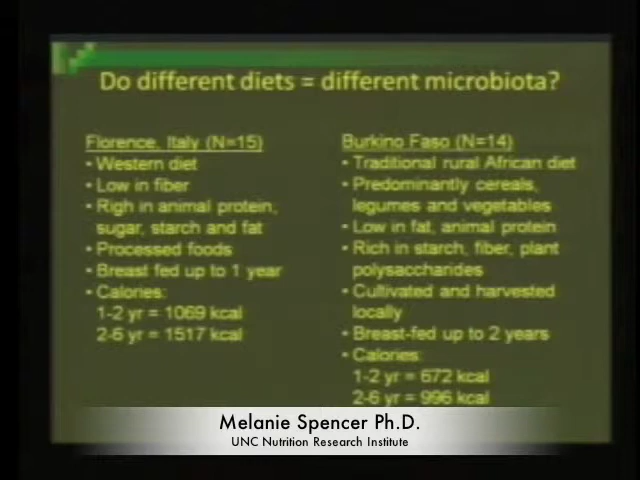 Do different diets = different microbiota?
Florence, Italy (N=15)
• Western diet
• Low in fiber
• Righ in animal protein,
sugar, starch and fat
• Processed foods
• Breast fed up to 1 year
• Calories:
1-2 yr = 1069 kcal
2-6 yr = 1517 kcal
Burkino Faso (N=14)
• Traditional rural African diet
• Predominantly cereals,
legumes and vegetables
• Low in fat, animal protein
• Rich in starch, fiber, plant
polysaccharides
• Cultivated and harvested
locally
• Breast-fed up to 2 years
• Calories:
1-2 yr = 672 kcal
2-6 yr = 996 kcal
Melanie Spencer Ph.D.
UNC Nutrition Research Institute